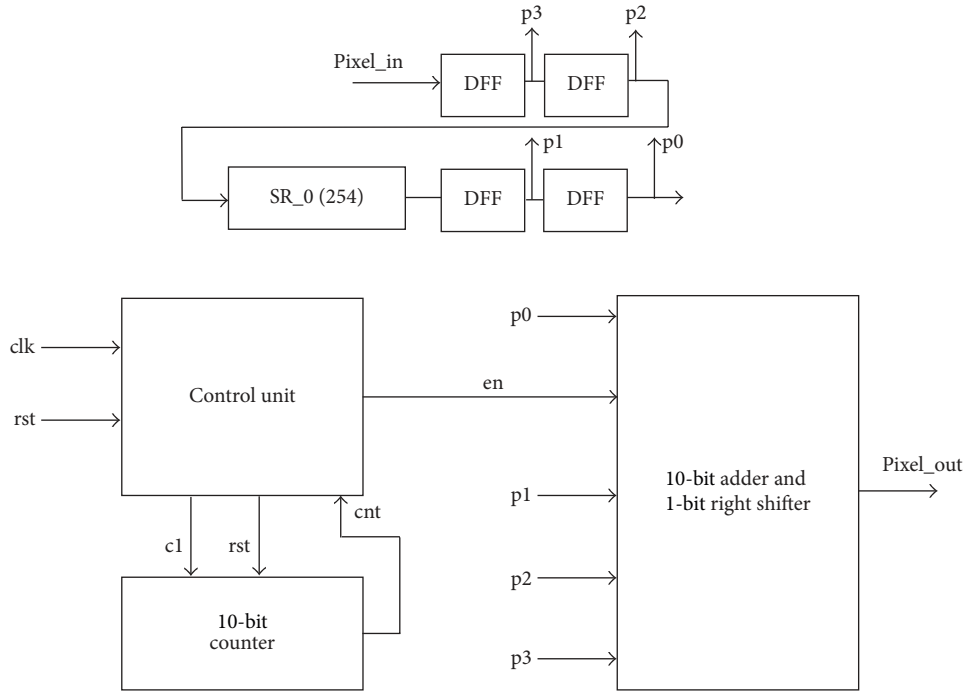 p3
p2
Pixel_in
DFF
DFF
p1
p0
SR_0 (254)
DFF
DFF
p0
clk
en
Control unit
rst
Pixel_out
10-bit adder and
1-bit right shifter
p1
cnt
c1
rst
p2
10-bit
counter
p3